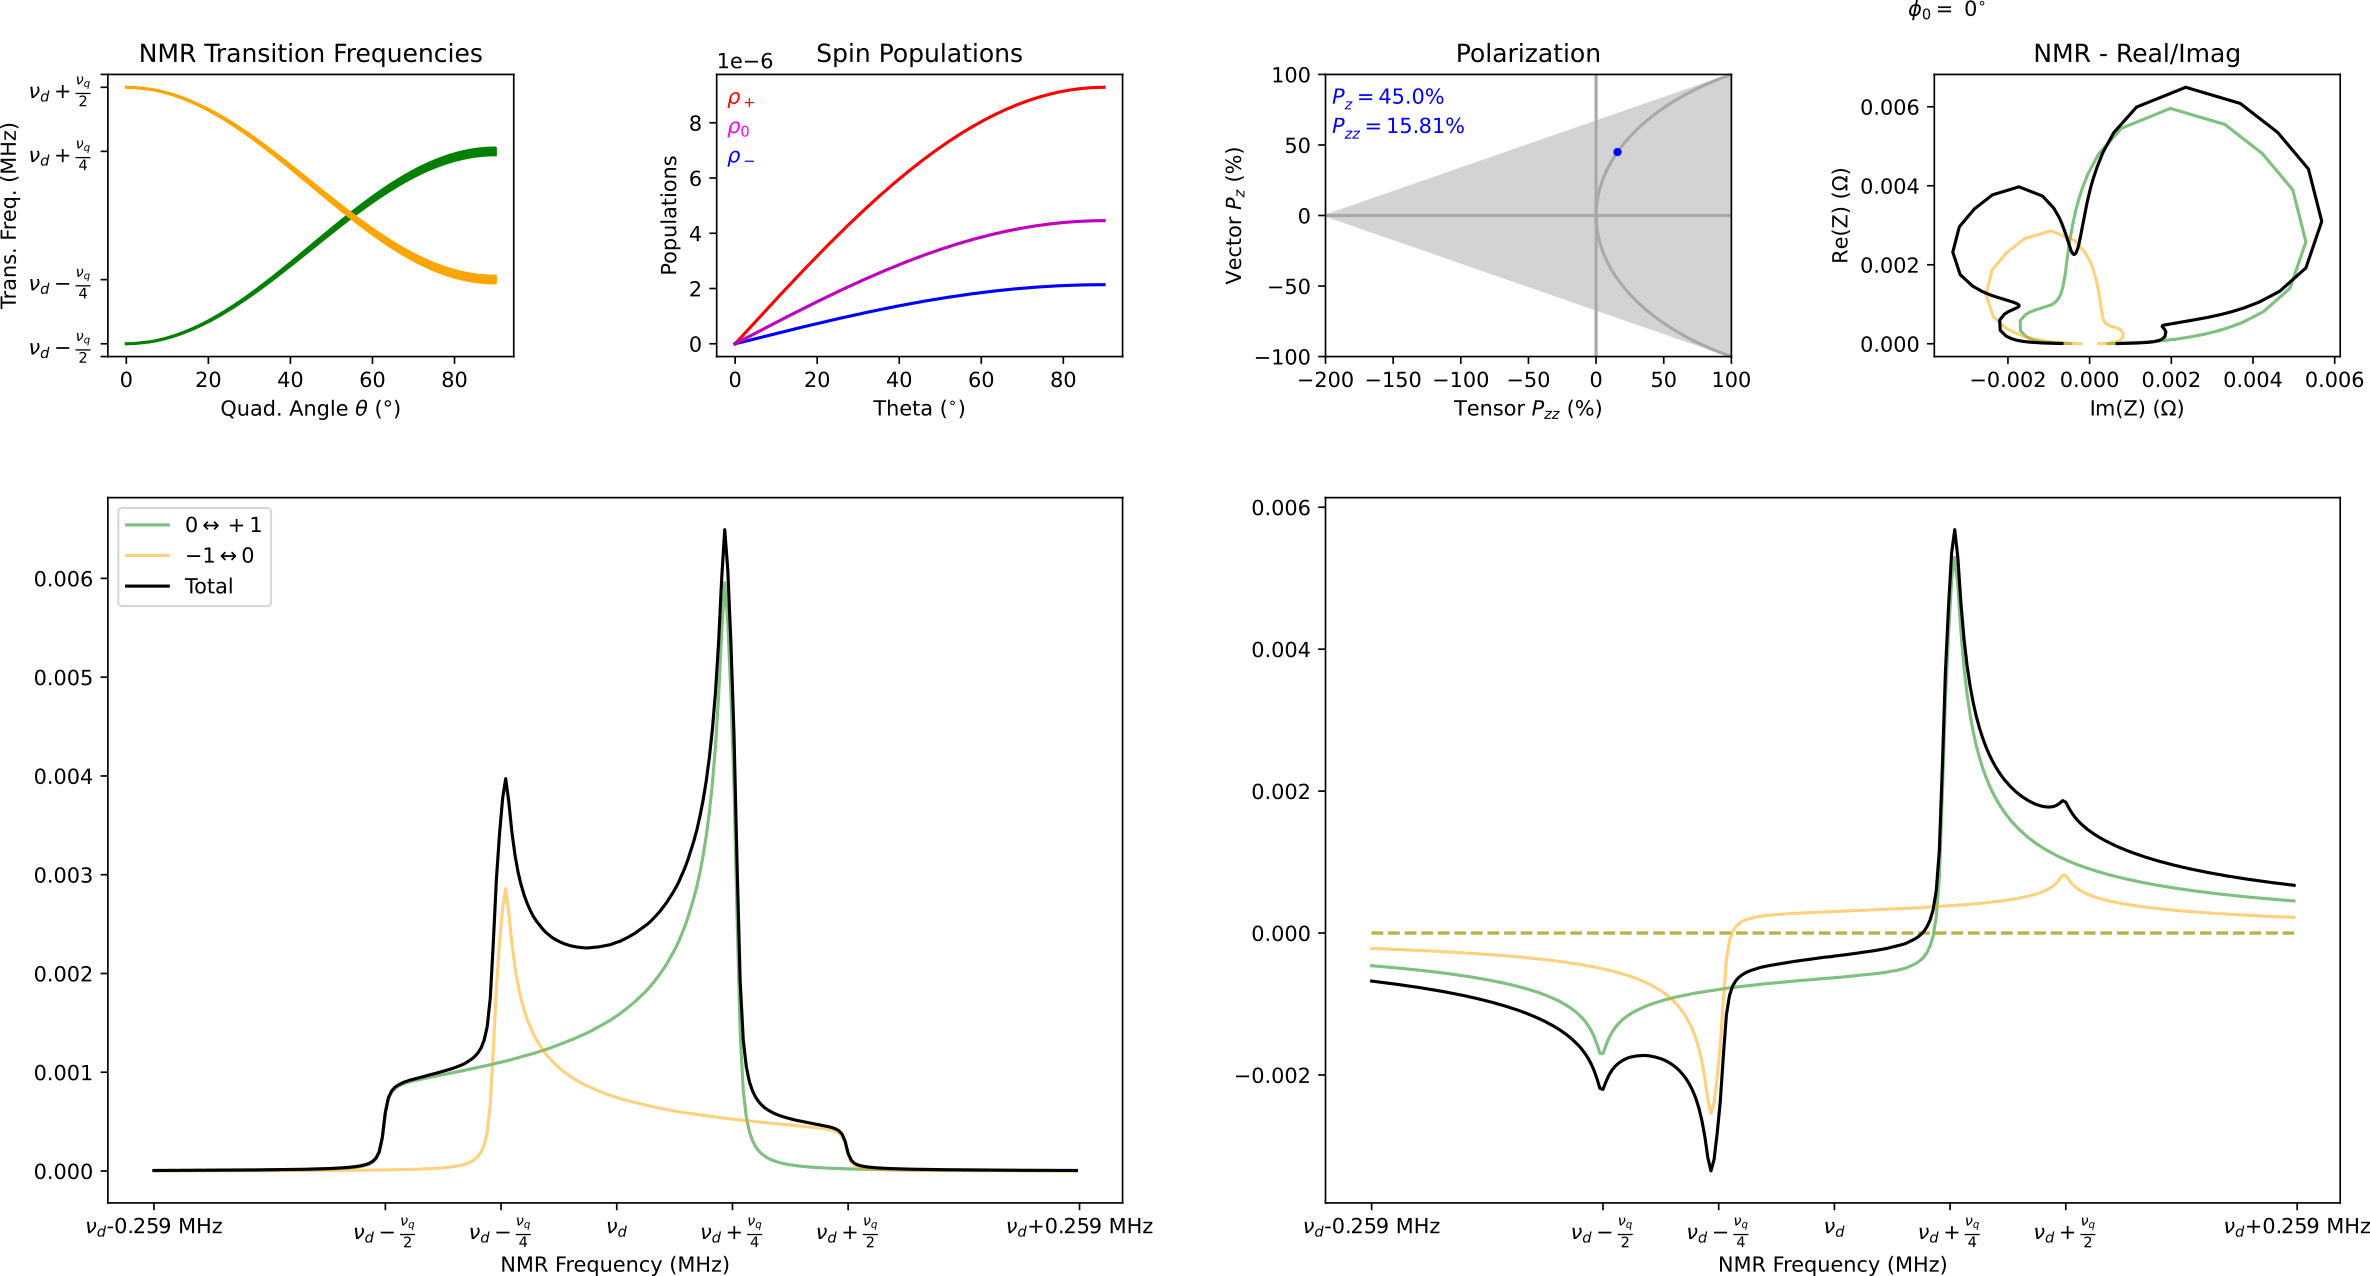 ϕ₀ = 0°
NMR Transition Frequencies
Trans. Freq. (MHz)
ν_d + ν_q/2
ν_d + ν_q/4
ν_d − ν_q/4
ν_d − ν_q/2
0 20 40 60 80
Quad. Angle θ (°)
Spin Populations
1e−6
ρ₊
ρ₀
ρ₋
Populations
8
6
4
2
0
0 20 40 60 80
Theta (°)
Polarization
P_z = 45.0%
P_zz = 15.81%
Vector P_z (%)
100
50
0
−50
−100
−200 −150 −100 −50 0 50 100
Tensor P_zz (%)
NMR - Real/Imag
Re(Z) (Ω)
0.006
0.004
0.002
0.000
−0.002 0.000 0.002 0.004 0.006
Im(Z) (Ω)
0↔ + 1
−1↔0
Total
0.006
0.005
0.004
0.003
0.002
0.001
0.000
ν_d-0.259 MHz ν_d − ν_q/2 ν_d − ν_q/4 ν_d ν_d + ν_q/4 ν_d + ν_q/2 ν_d+0.259 MHz
NMR Frequency (MHz)
0.006
0.004
0.002
0.000
−0.002
ν_d-0.259 MHz ν_d − ν_q/2 ν_d − ν_q/4 ν_d ν_d + ν_q/4 ν_d + ν_q/2 ν_d+0.259 MHz
NMR Frequency (MHz)